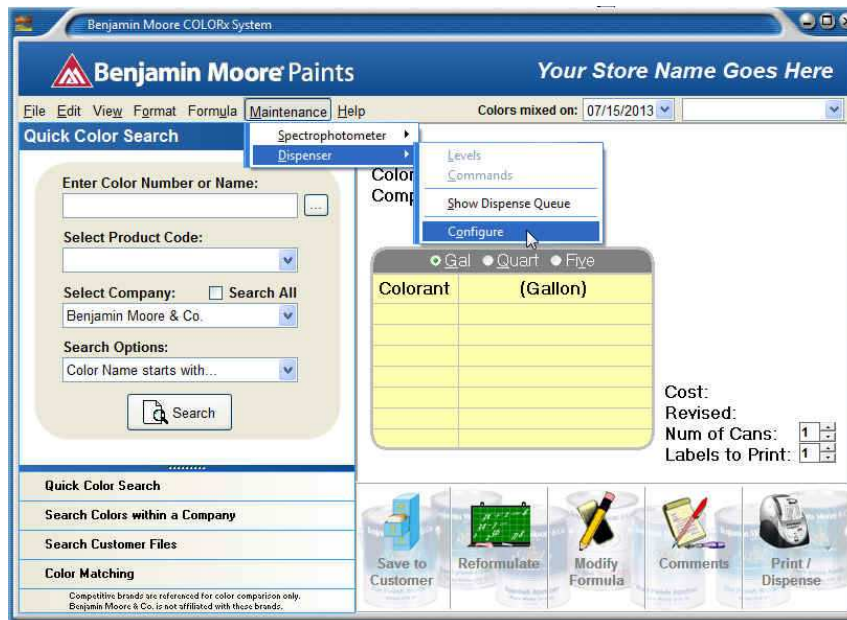 Benjamin Moore COLORx System
Benjamin Moore Paints
Your Store Name Goes Here
File Edit View Format Formula Maintenance Help
Colors mixed on: 07/15/2013
Quick Color Search
Spectrophotometer
Dispenser
Levels
Commands
Show Dispense Queue
Configure
Color
Comp
Enter Color Number or Name:
...
Select Product Code:
Select Company: Search All
Benjamin Moore & Co.
Search Options:
Color Name starts with...
Search
Gal Quart Five
Colorant (Gallon)
Cost:
Revised:
Num of Cans: 1
Labels to Print: 1
Quick Color Search
Search Colors within a Company
Search Customer Files
Color Matching
Competitive brands are referenced for color comparison only.
Benjamin Moore & Co. is not affiliated with these brands.
Save to
Customer
Reformulate
Modify
Formula
Comments
Print /
Dispense